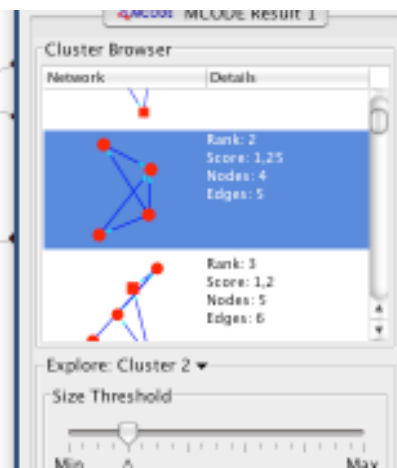 MCODE MCODE Result 1
Cluster Browser
Network Details
Rank: 2
Score: 1,25
Nodes: 4
Edges: 5
Rank: 3
Score: 1,2
Nodes: 5
Edges: 6
Explore: Cluster 2
Size Threshold
Min Max